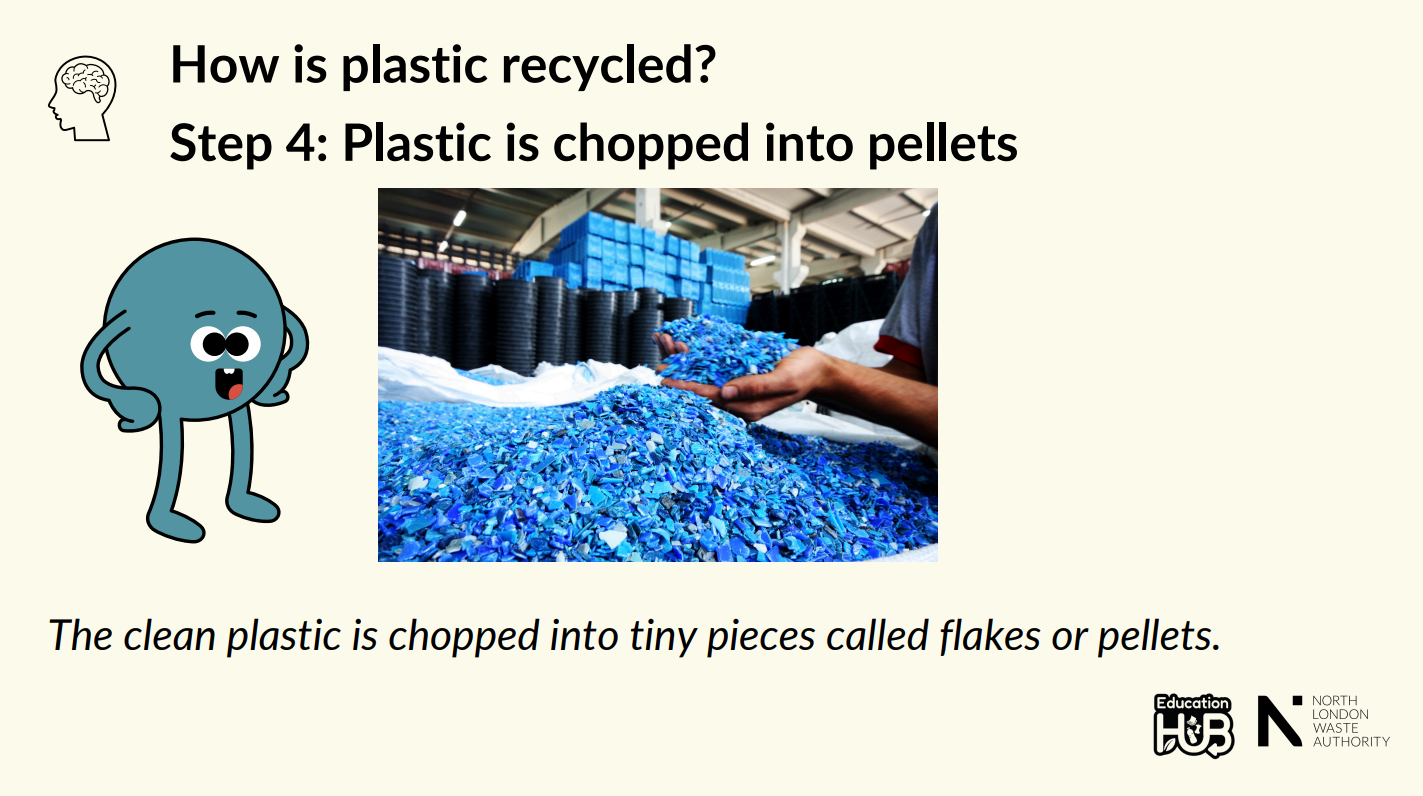 How is plastic recycled?
Step 4: Plastic is chopped into pellets
The clean plastic is chopped into tiny pieces called flakes or pellets.
Education
HUB
NORTH
LONDON
WASTE
AUTHORITY